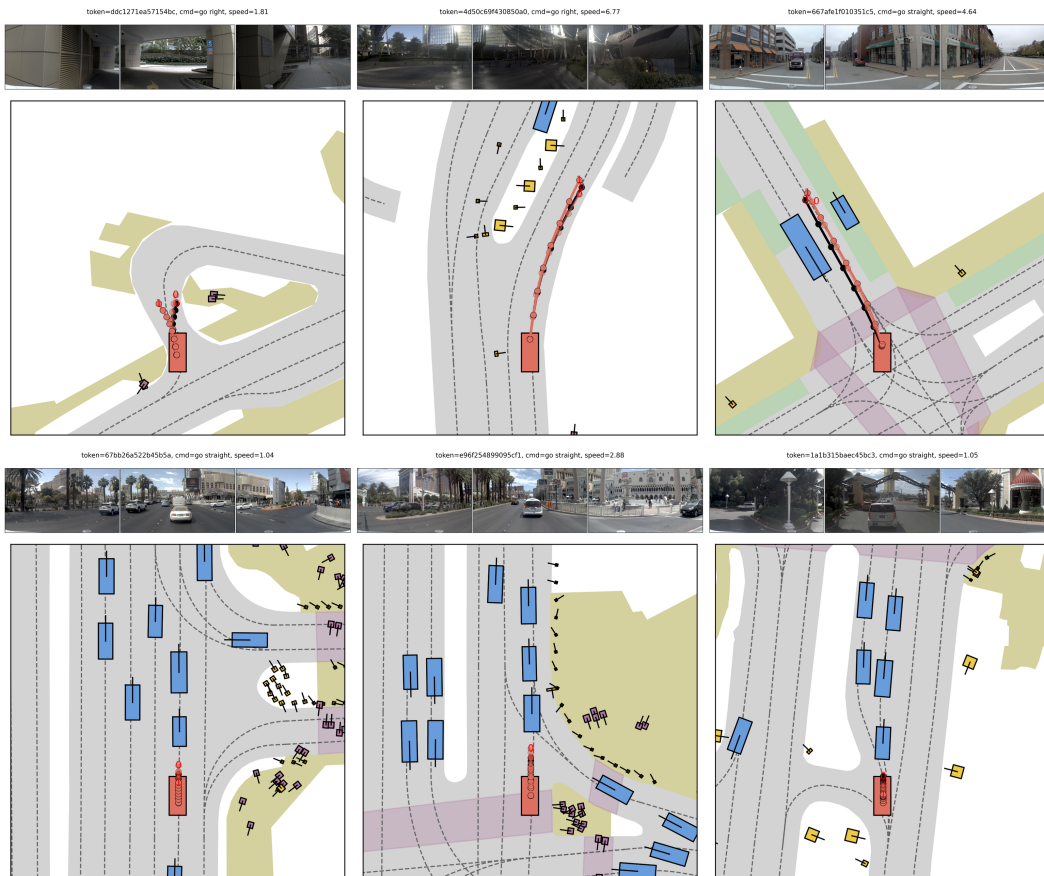 token=ddc1271ea57154bc, cmd=go right, speed=1.81
token=4d50c69f430850a0, cmd=go right, speed=6.77
token=667afe1f010351c5, cmd=go straight, speed=4.64
token=67bb26a522b45b5a, cmd=go straight, speed=1.04
token=e96f254899095cf1, cmd=go straight, speed=2.88
token=1a1b315baec45bc3, cmd=go straight, speed=1.05